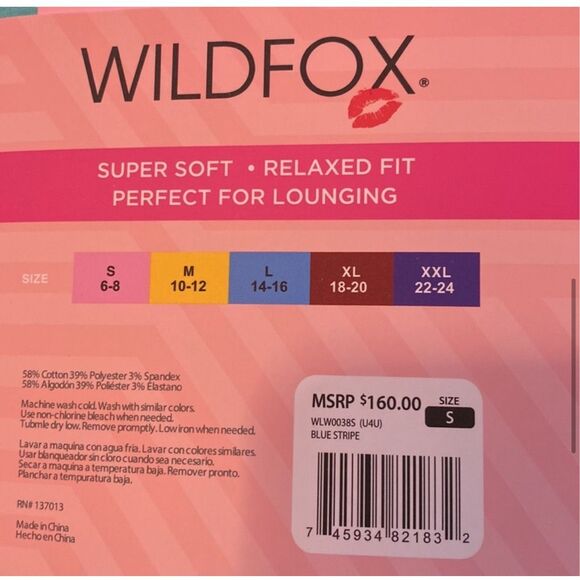 WILDFOX®
SUPER SOFT • RELAXED FIT
PERFECT FOR LOUNGING
SIZE
S
6-8
M
10-12
L
14-16
XL
18-20
XXL
22-24
58% Cotton 39% Polyester 3% Spandex
58% Algodón 39% Poliéster 3% Elastano
Machine wash cold. Wash with similar colors.
Use non-chlorine bleach when needed.
Tubmle dry low. Remove promptly. Low iron when needed.
Lavar a maquina con agua fria. Lavar con colores similares.
Usar blanqueador sin cloro cuando sea necesario.
Secar a maquina a temperatura baja. Remover pronto.
Planchar a tempuratura baja.
RN# 137013
Made in China
Hecho en China
MSRP $160.00 SIZE
S
WLW0038S (U4U)
BLUE STRIPE
7 45934 82183 2